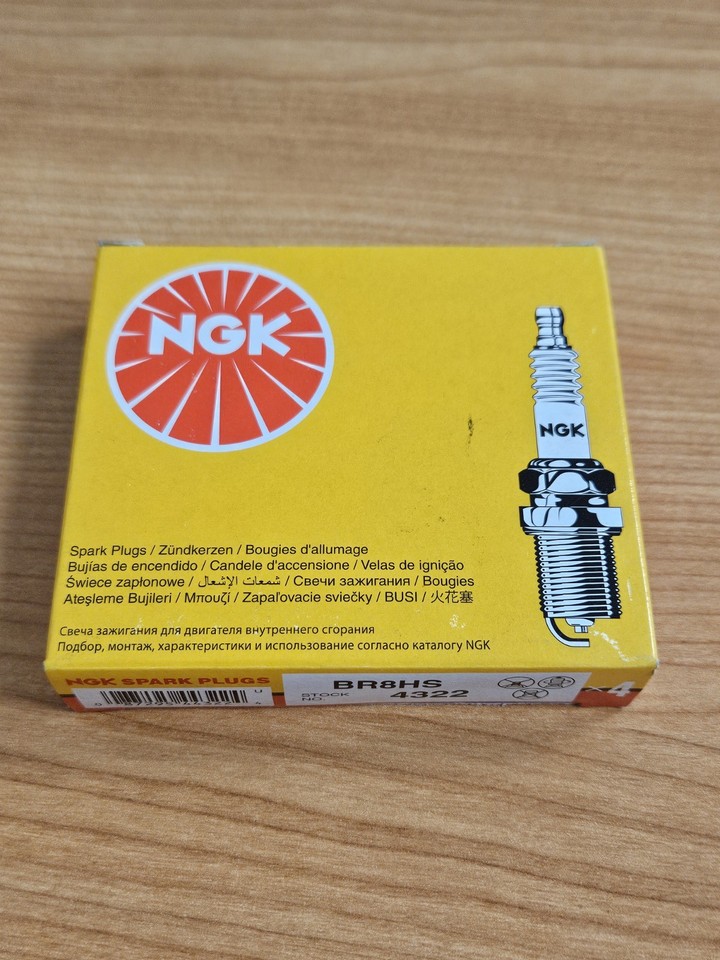 NGK
NGK
Spark Plugs / Zündkerzen / Bougies d'allumage
Bujías de encendido / Candele d'accensione / Velas de ignição
Świece zapłonowe / شمعات الإشعال / Свечи зажигания / Bougies
Ateşleme Bujileri / Μπουζί / Zapaľovacie sviečky / BUSI / 火花塞
Свеча зажигания для двигателя внутреннего сгорания
Подбор, монтаж, характеристики и использование согласно каталогу NGK
NGK SPARK PLUGS
BR8HS
STOCK NO. 4322
x4